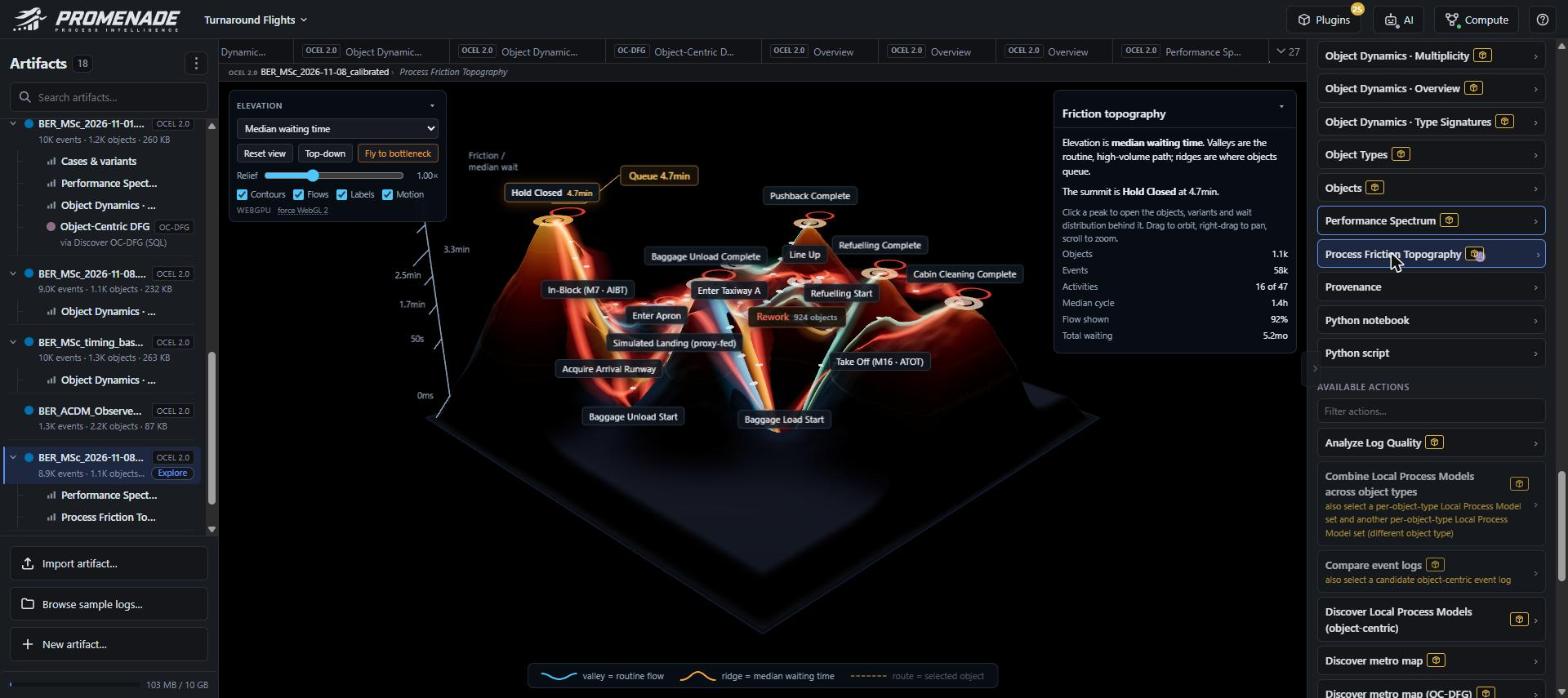 PROMENADE
PROCESS INTELLIGENCE
Turnaround Flights
Plugins
25
AI
Compute
Artifacts 18
Search artifacts...
BER_MSc_2026-11-01.... OCEL 2.0
10K events · 1.2K objects · 260 KB
Cases & variants
Performance Spect...
Object Dynamics · ...
Object-Centric DFG OC-DFG
via Discover OC-DFG (SQL)
BER_MSc_2026-11-08.... OCEL 2.0
9.0K events · 1.1K objects · 232 KB
Object Dynamics · ...
BER_MSc_timing_bas... OCEL 2.0
10K events · 1.3K objects · 263 KB
Object Dynamics · ...
BER_ACDM_Observe... OCEL 2.0
1.3K events · 2.2K objects · 87 KB
BER_MSc_2026-11-08... OCEL 2.0
8.9K events · 1.1K objects... Explore
Performance Spect...
Process Friction To...
Import artifact...
Browse sample logs...
New artifact...
103 MB / 10 GB
Dynamic...
OCEL 2.0 Object Dynamic...
OCEL 2.0 Object Dynamic...
OC-DFG Object-Centric D...
OCEL 2.0 Overview
OCEL 2.0 Overview
OCEL 2.0 Overview
OCEL 2.0 Performance Sp...
27
OCEL 2.0 BER_MSc_2026-11-08_calibrated › Process Friction Topography
ELEVATION
Median waiting time
Reset view Top-down Fly to bottleneck
Relief 1.00×
Contours Flows Labels Motion
WEBGPU force WebGL 2
Friction /
median wait
3.3min
2.5min
1.7min
50s
0ms
Hold Closed 4.7min
Queue 4.7min
Pushback Complete
Refuelling Complete
Baggage Unload Complete
Line Up
Cabin Cleaning Complete
In-Block (M7 - AIBT)
Enter Taxiway A
Refuelling Start
Enter Apron
Rework 924 objects
Simulated Landing (proxy-fed)
Take Off (M16 - ATOT)
Acquire Arrival Runway
Baggage Unload Start
Baggage Load Start
valley = routine flow
ridge = median waiting time
route = selected object
Friction topography
Elevation is median waiting time. Valleys are the
routine, high-volume path; ridges are where objects
queue.
The summit is Hold Closed at 4.7min.
Click a peak to open the objects, variants and wait
distribution behind it. Drag to orbit, right-drag to pan,
scroll to zoom.
Objects 1.1k
Events 58k
Activities 16 of 47
Median cycle 1.4h
Flow shown 92%
Total waiting 5.2mo
Object Dynamics · Multiplicity
Object Dynamics · Overview
Object Dynamics · Type Signatures
Object Types
Objects
Performance Spectrum
Process Friction Topography
Provenance
Python notebook
Python script
AVAILABLE ACTIONS
Filter actions...
Analyze Log Quality
Combine Local Process Models
across object types
also select a per-object-type Local Process Model
set and another per-object-type Local Process
Model set (different object type)
Compare event logs
also select a candidate object-centric event log
Discover Local Process Models
(object-centric)
Discover metro map
Discover metro map (OC-DFG)